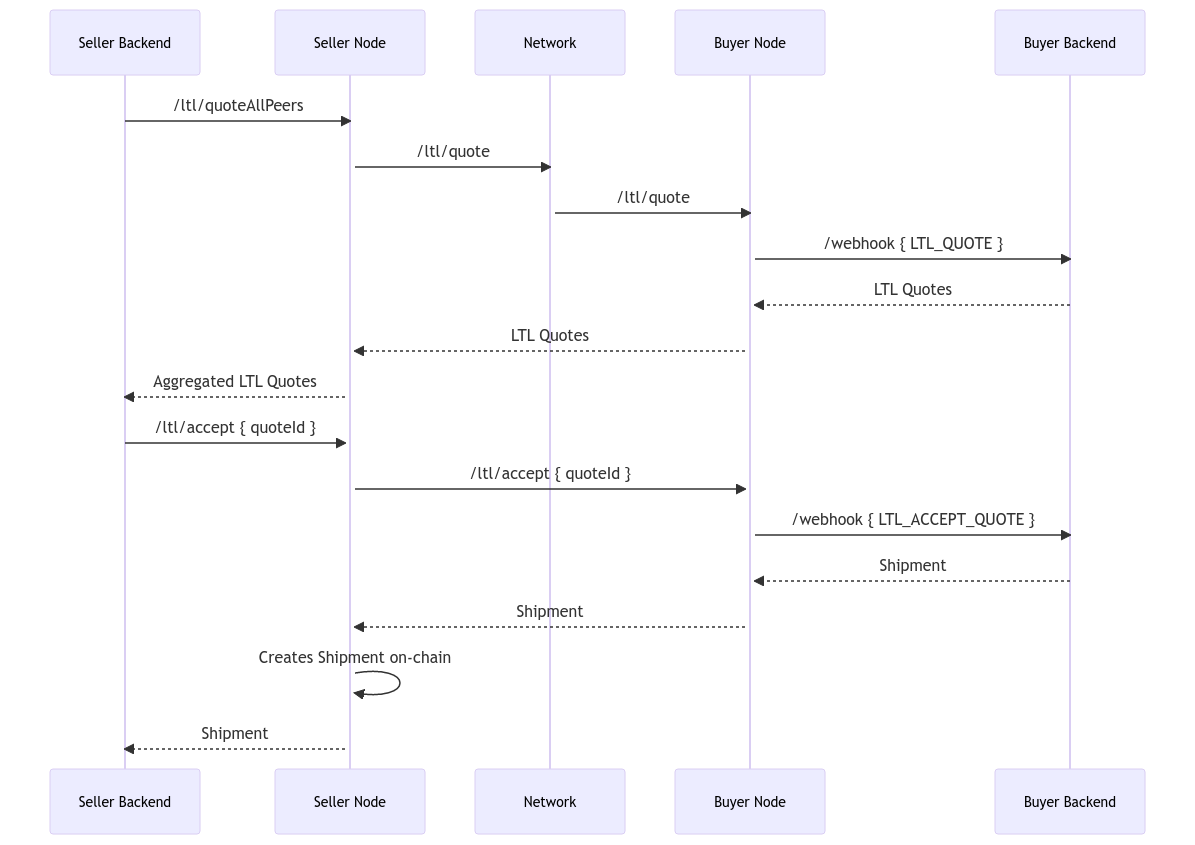 Seller Backend
Seller Node
Network
Buyer Node
Buyer Backend
/ltl/quoteAllPeers
/ltl/quote
/ltl/quote
/webhook { LTL_QUOTE }
LTL Quotes
LTL Quotes
Aggregated LTL Quotes
/ltl/accept { quoteId }
/ltl/accept { quoteId }
/webhook { LTL_ACCEPT_QUOTE }
Shipment
Shipment
Creates Shipment on-chain
Shipment
Seller Backend
Seller Node
Network
Buyer Node
Buyer Backend